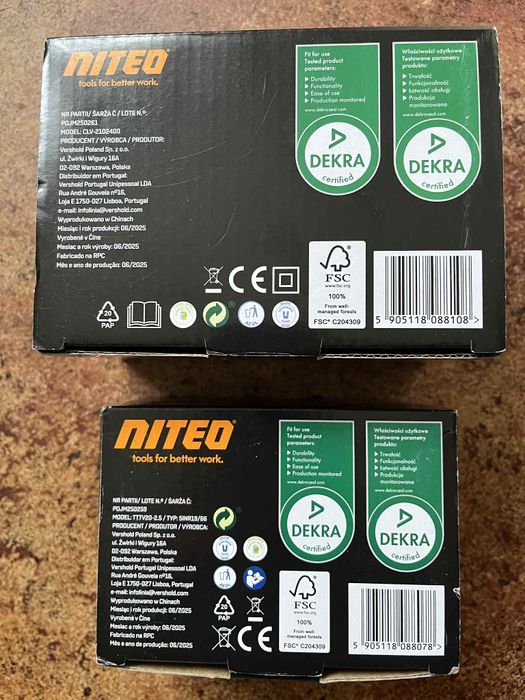 NITEO®
tools for better work.
NR PARTII/ ŠARŽA Č / LOTE N.º:
POJM250261
MODEL: CLV-2102400
PRODUCENT / VÝROBCA / PRODUTOR:
Vershold Poland Sp. z o.o.
ul. Żwirki i Wigury 16A
02-092 Warszawa, Polska
Distribuidor em Portugal:
Vershold Portugal Unipessoal LDA
Rua André Gouveia nº16,
Loja E 1750-027 Lisboa, Portugal
e-mail: infolinia@vershold.com
Wyprodukowano w Chinach
Miesiąc i rok produkcji: 06/2025
Vyrobené v Číne
Mesiac a rok výroby: 06/2025
Fabricado na RPC
Mês e ano de produção: 06/2025
Fit for use
Tested product
parameters:
Durability
Functionality
Ease of use
Production monitored
www.dekra-seal.com
DEKRA
certified
Właściwości użytkowe
Testowane parametry
produktu:
Trwałość
Funkcjonalność
Łatwość obsługi
Produkcja
monitorowana
www.dekra-seal.com
DEKRA
certified
20
PAP
CE
FSC
www.fsc.org
100%
From well-
managed forests
FSC® C204309
5 905118 088108 >
NITEO®
tools for better work.
NR PARTII / LOTE N.º / ŠARŽA Č:
POJM250259
MODEL: TTTV20-2.5 / TYP: 5INR19/66
PRODUCENT / PRODUTOR / VÝROBCA:
Vershold Poland Sp. z o.o.
ul. Żwirki i Wigury 16A
02-092 Warszawa, Polska
Distribuidor em Portugal:
Vershold Portugal Unipessoal LDA
Rua André Gouveia nº16,
Loja E 1750-027 Lisboa, Portugal
e-mail: infolinia@vershold.com
Wyprodukowano w Chinach
Miesiąc i rok produkcji: 06/2025
Vyrobené v Číne
Mesiac a rok výroby: 06/2025
Fabricado na RPC
Mês e ano de produção: 06/2025
Fit for use
Tested product
parameters:
Durability
Functionality
Ease of use
Production monitored
www.dekra-seal.com
DEKRA
certified
Właściwości użytkowe
Testowane parametry
produktu:
Trwałość
Funkcjonalność
Łatwość obsługi
Produkcja
monitorowana
www.dekra-seal.com
DEKRA
certified
20
PAP
CE
FSC
www.fsc.org
100%
From well-
managed forests
FSC® C204309
5 905118 088078 >